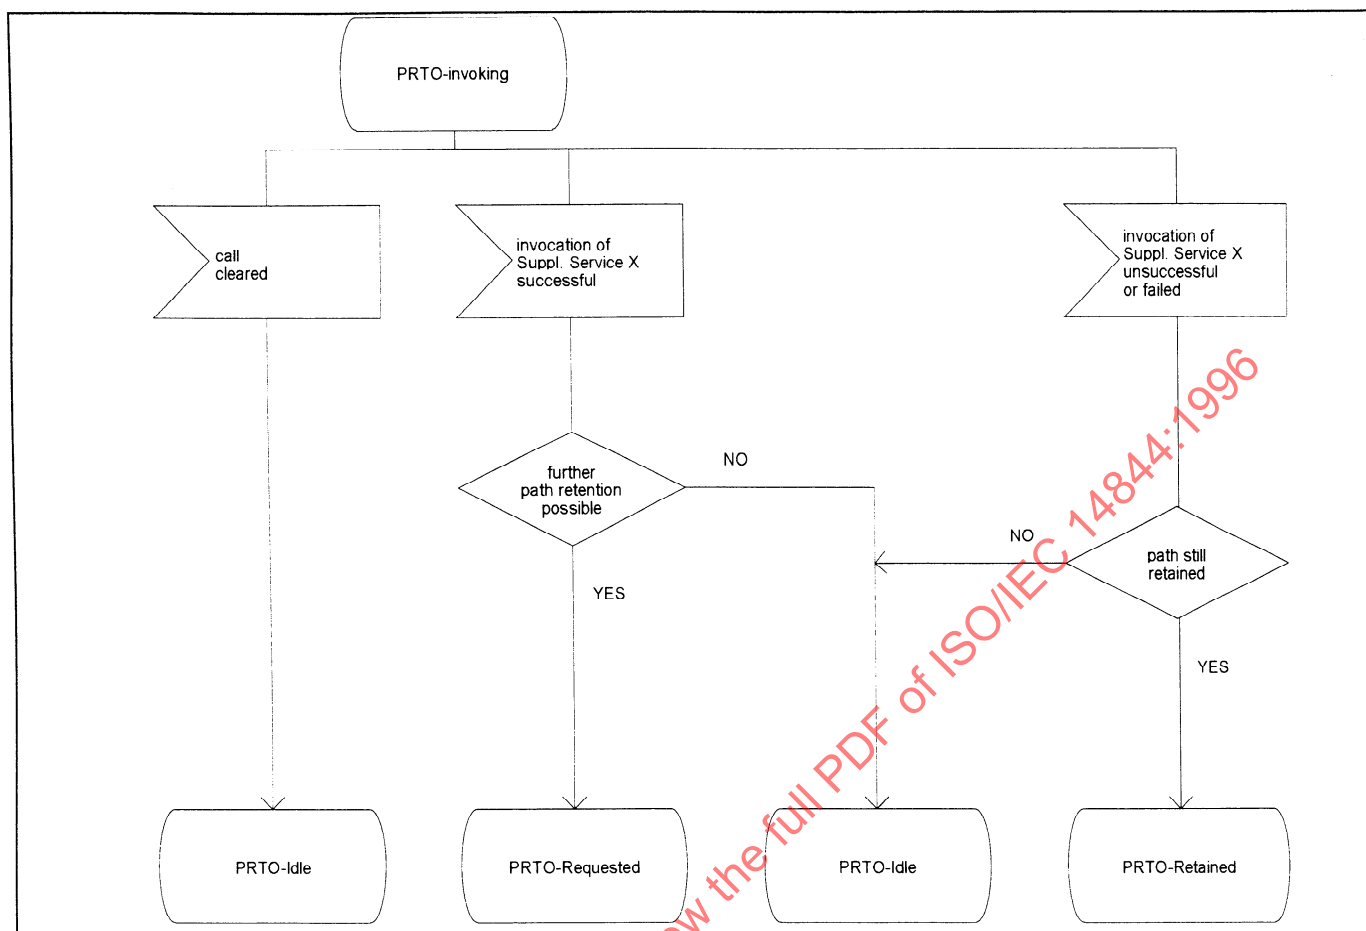 PRTO-invoking
call
cleared
invocation of
Suppl. Service X
successful
invocation of
Suppl. Service X
unsuccessful
or failed
further
path retention
possible
NO
YES
NO
path still
retained
YES
PRTO-Idle
PRTO-Requested
PRTO-Idle
PRTO-Retained
the full PDF of ISO/IEC 14844:1996